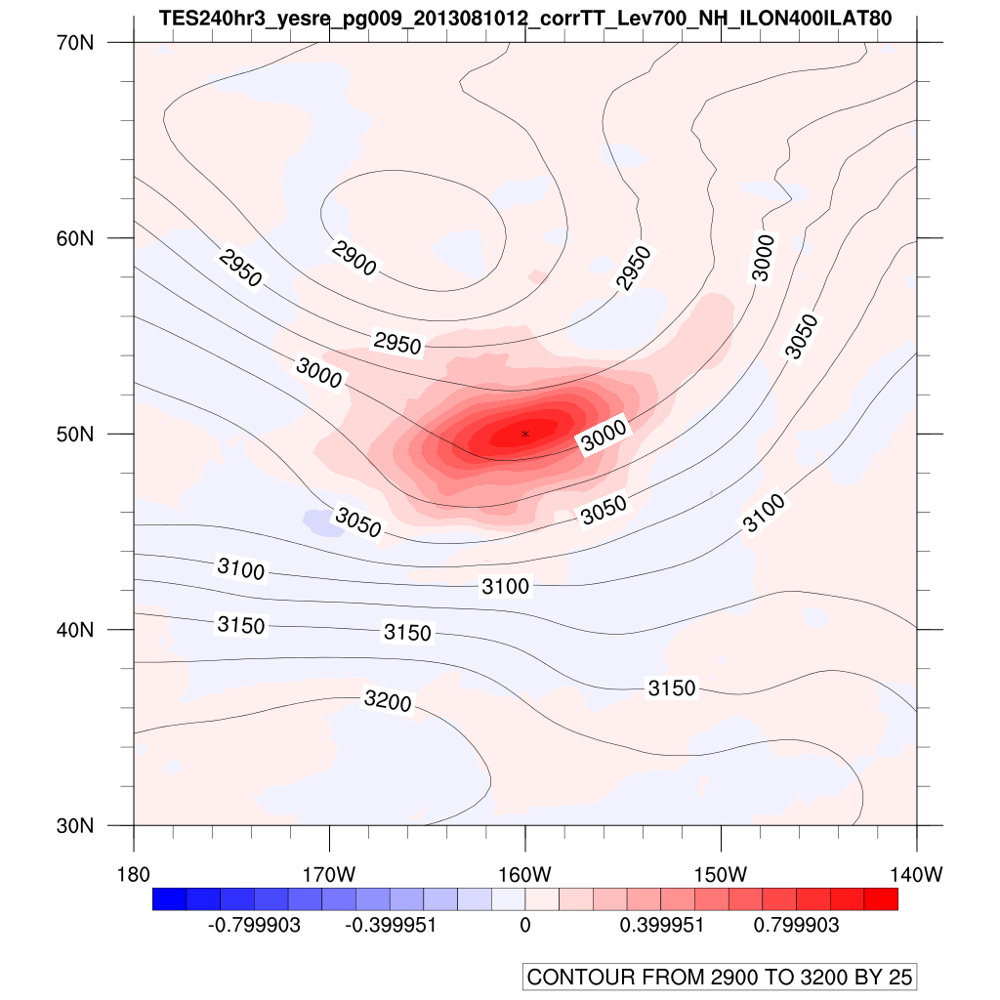 TES240hr3_yesre_pg009_2013081012_corrTT_Lev700_NH_ILON400ILAT80
70N
60N
50N
40N
30N
2900
2950
2950
3000
2950
3000
3050
3000
3050
3050
3100
3100
3100
3150
3150
3150
3200
180 170W 160W 150W 140W
-0.799903 -0.399951 0 0.399951 0.799903
CONTOUR FROM 2900 TO 3200 BY 25